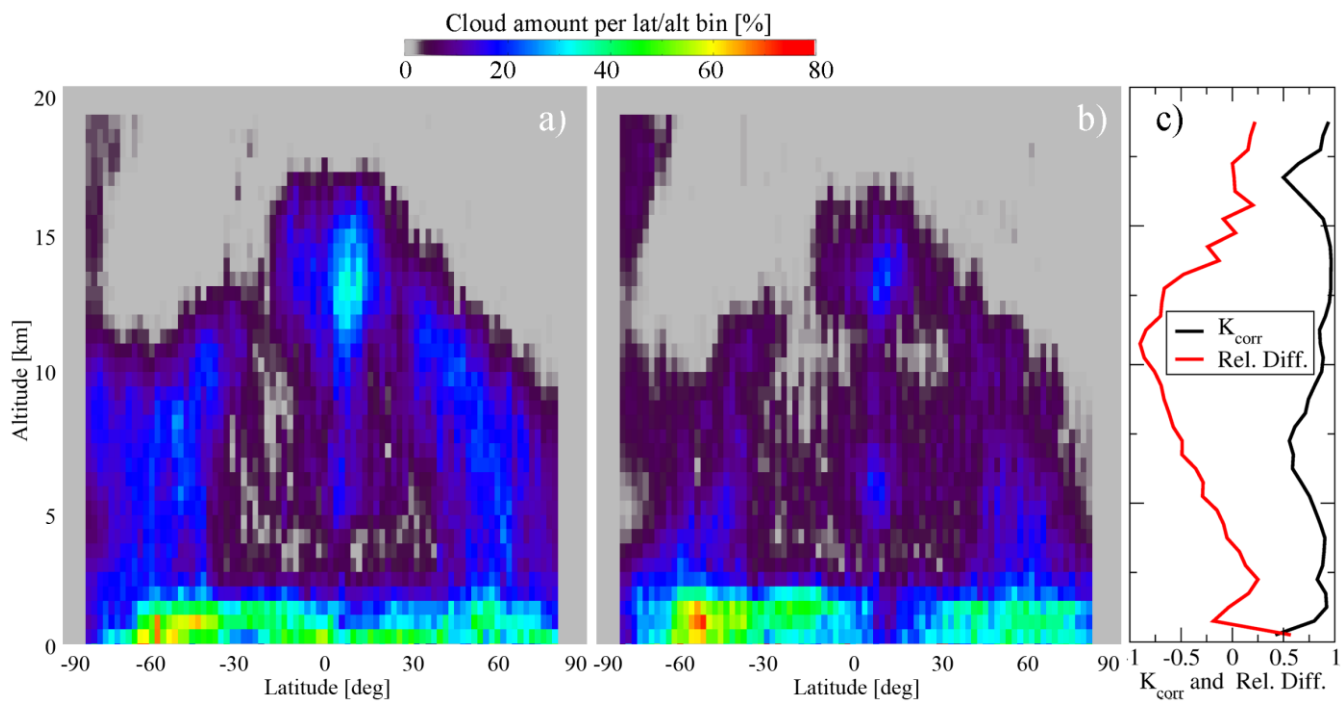 Cloud amount per lat/alt bin [%]
0 20 40 60 80
a) b) c)
20
15
10
5
0
Altitude [km]
K_corr
Rel. Diff.
-90 -60 -30 0 30 60 90
-90 -60 -30 0 30 60 90
-1 -0.5 0 0.5 1
Latitude [deg] Latitude [deg]
K_corr and Rel. Diff.